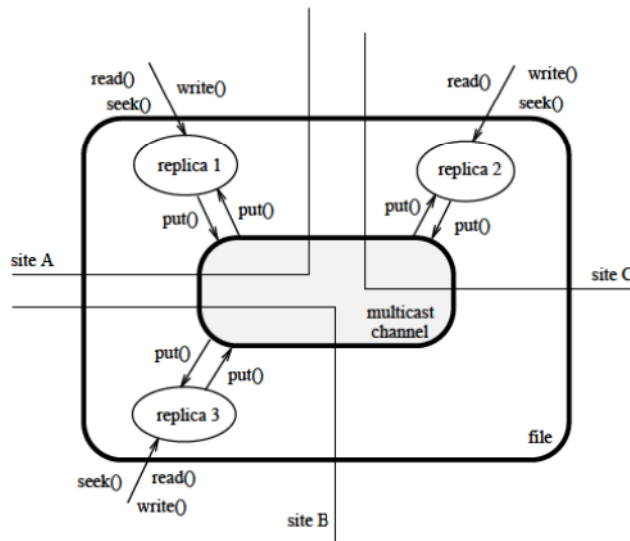 read()
write()
seek()
read()
write()
seek()
replica 1
replica 2
put()
put()
put()
put()
site A
site C
multicast
channel
put()
put()
replica 3
file
seek()
read()
write()
site B